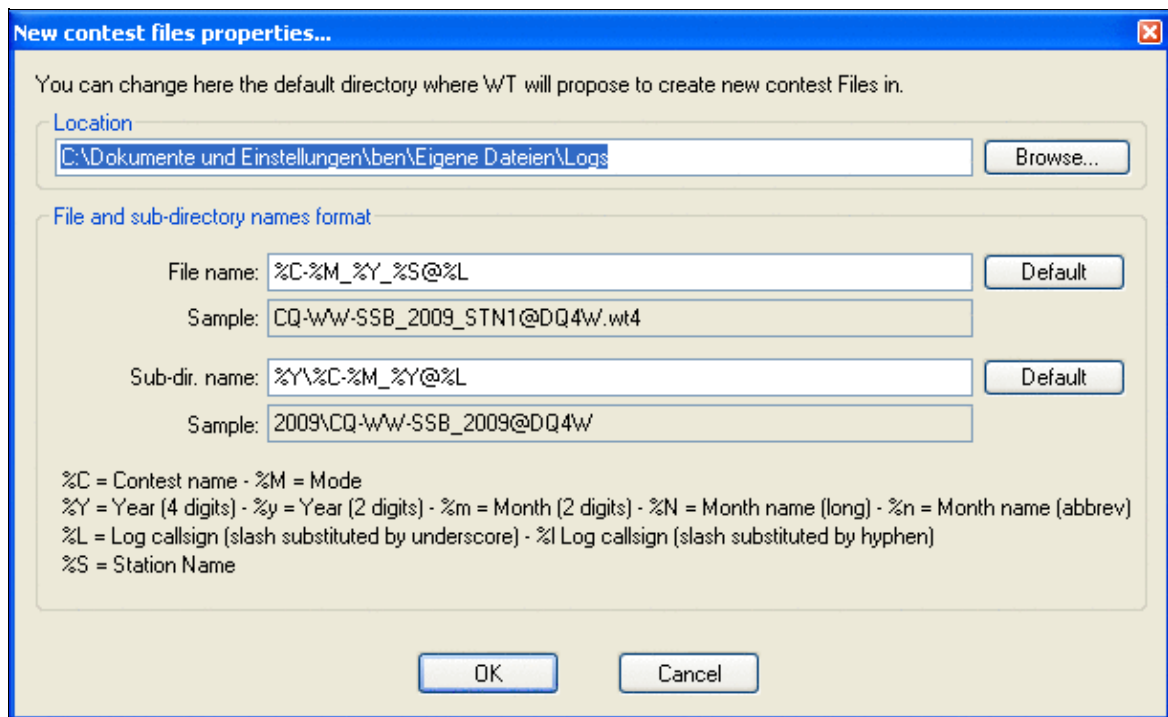 New contest files properties...
You can change here the default directory where WT will propose to create new contest Files in.
Location
C:\Dokumente und Einstellungen\ben\Eigene Dateien\Logs
Browse...
File and sub-directory names format
File name: %C-%M_%Y_%S@%L Default
Sample: CQ-WW-SSB_2009_STN1@DQ4W.wt4
Sub-dir. name: %Y\%C-%M_%Y@%L Default
Sample: 2009\CQ-WW-SSB_2009@DQ4W
%C = Contest name - %M = Mode
%Y = Year (4 digits) - %y = Year (2 digits) - %m = Month (2 digits) - %N = Month name (long) - %n = Month name (abbrev)
%L = Log callsign (slash substituted by underscore) - %l Log callsign (slash substituted by hyphen)
%S = Station Name
OK Cancel